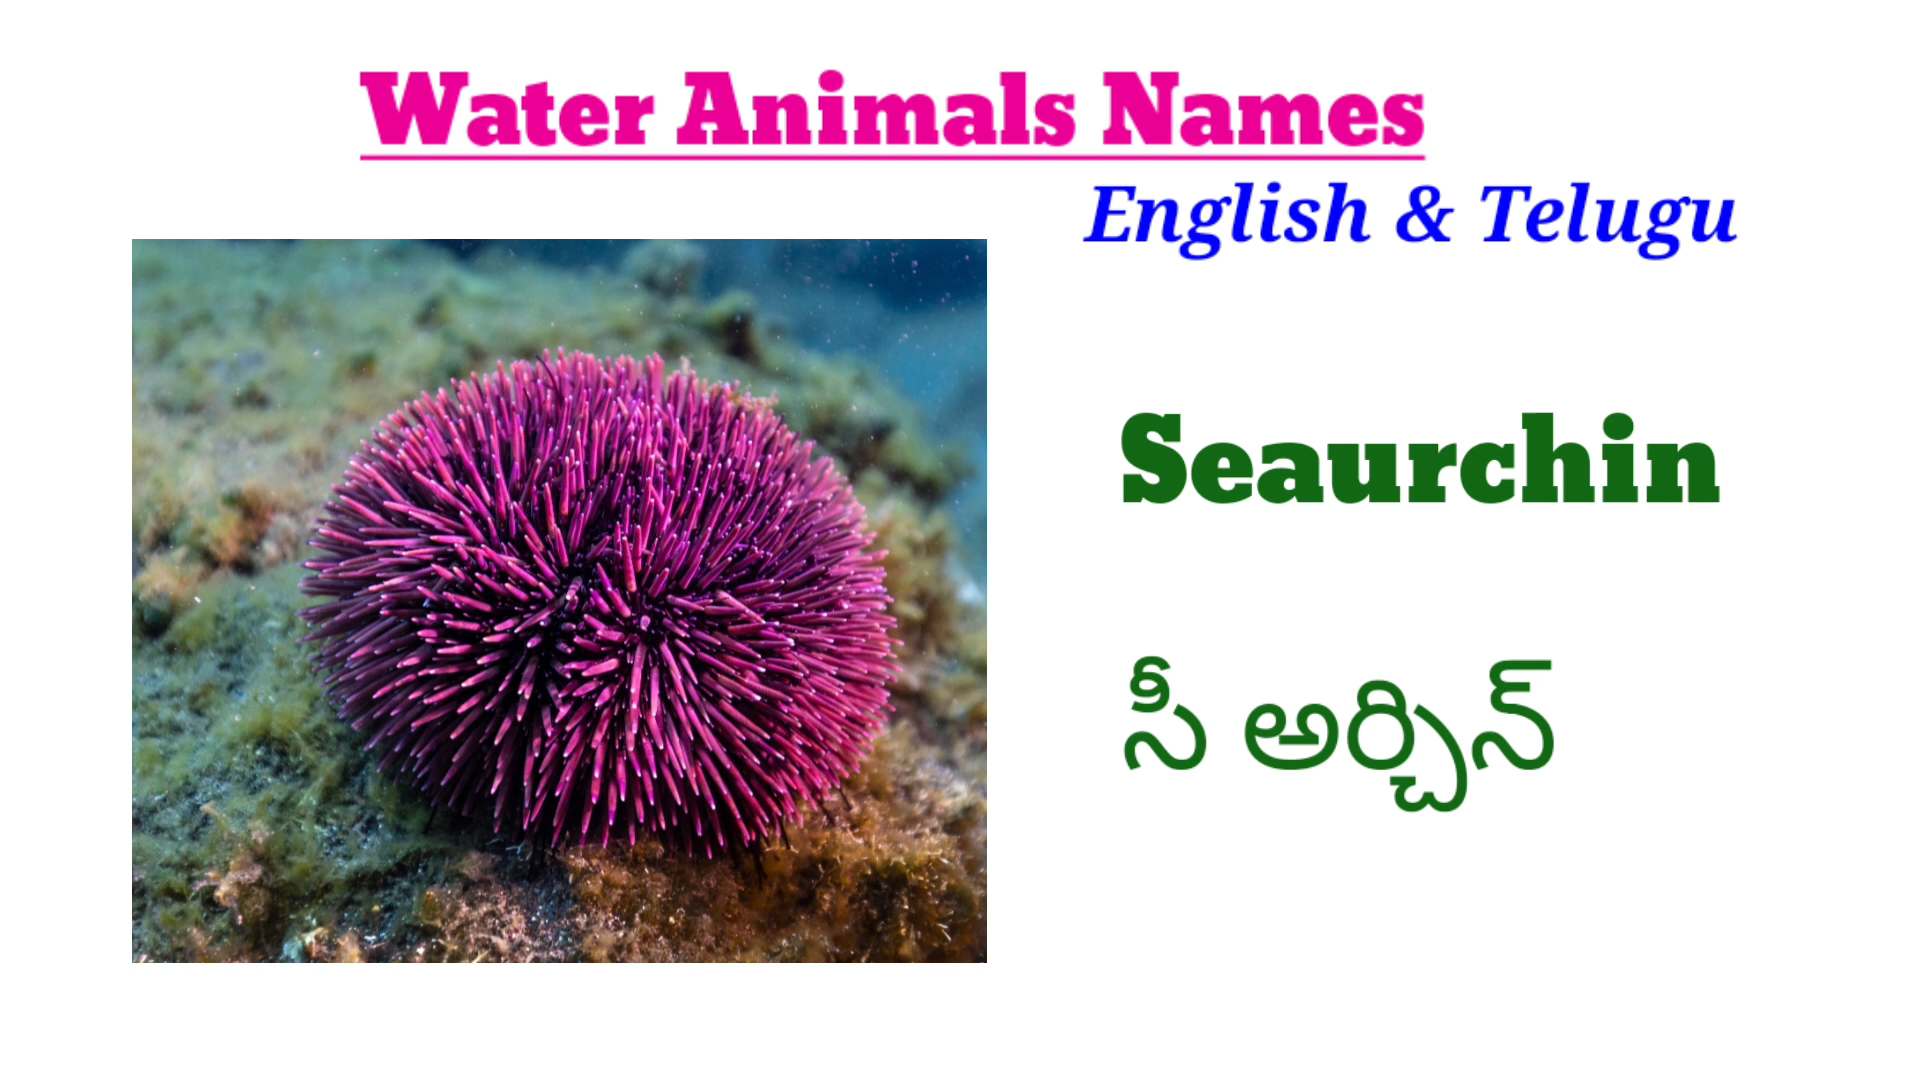 Water Animals Names
English & Telugu
Seaurchin
సీ అర్చిన్